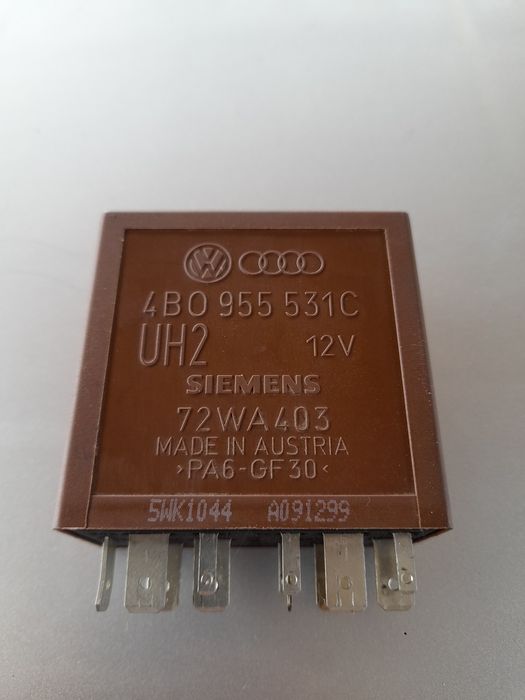 4B0 955 531C
UH2 12V
SIEMENS
72WA403
MADE IN AUSTRIA
>PA6-GF30<
5WK1044 A091299